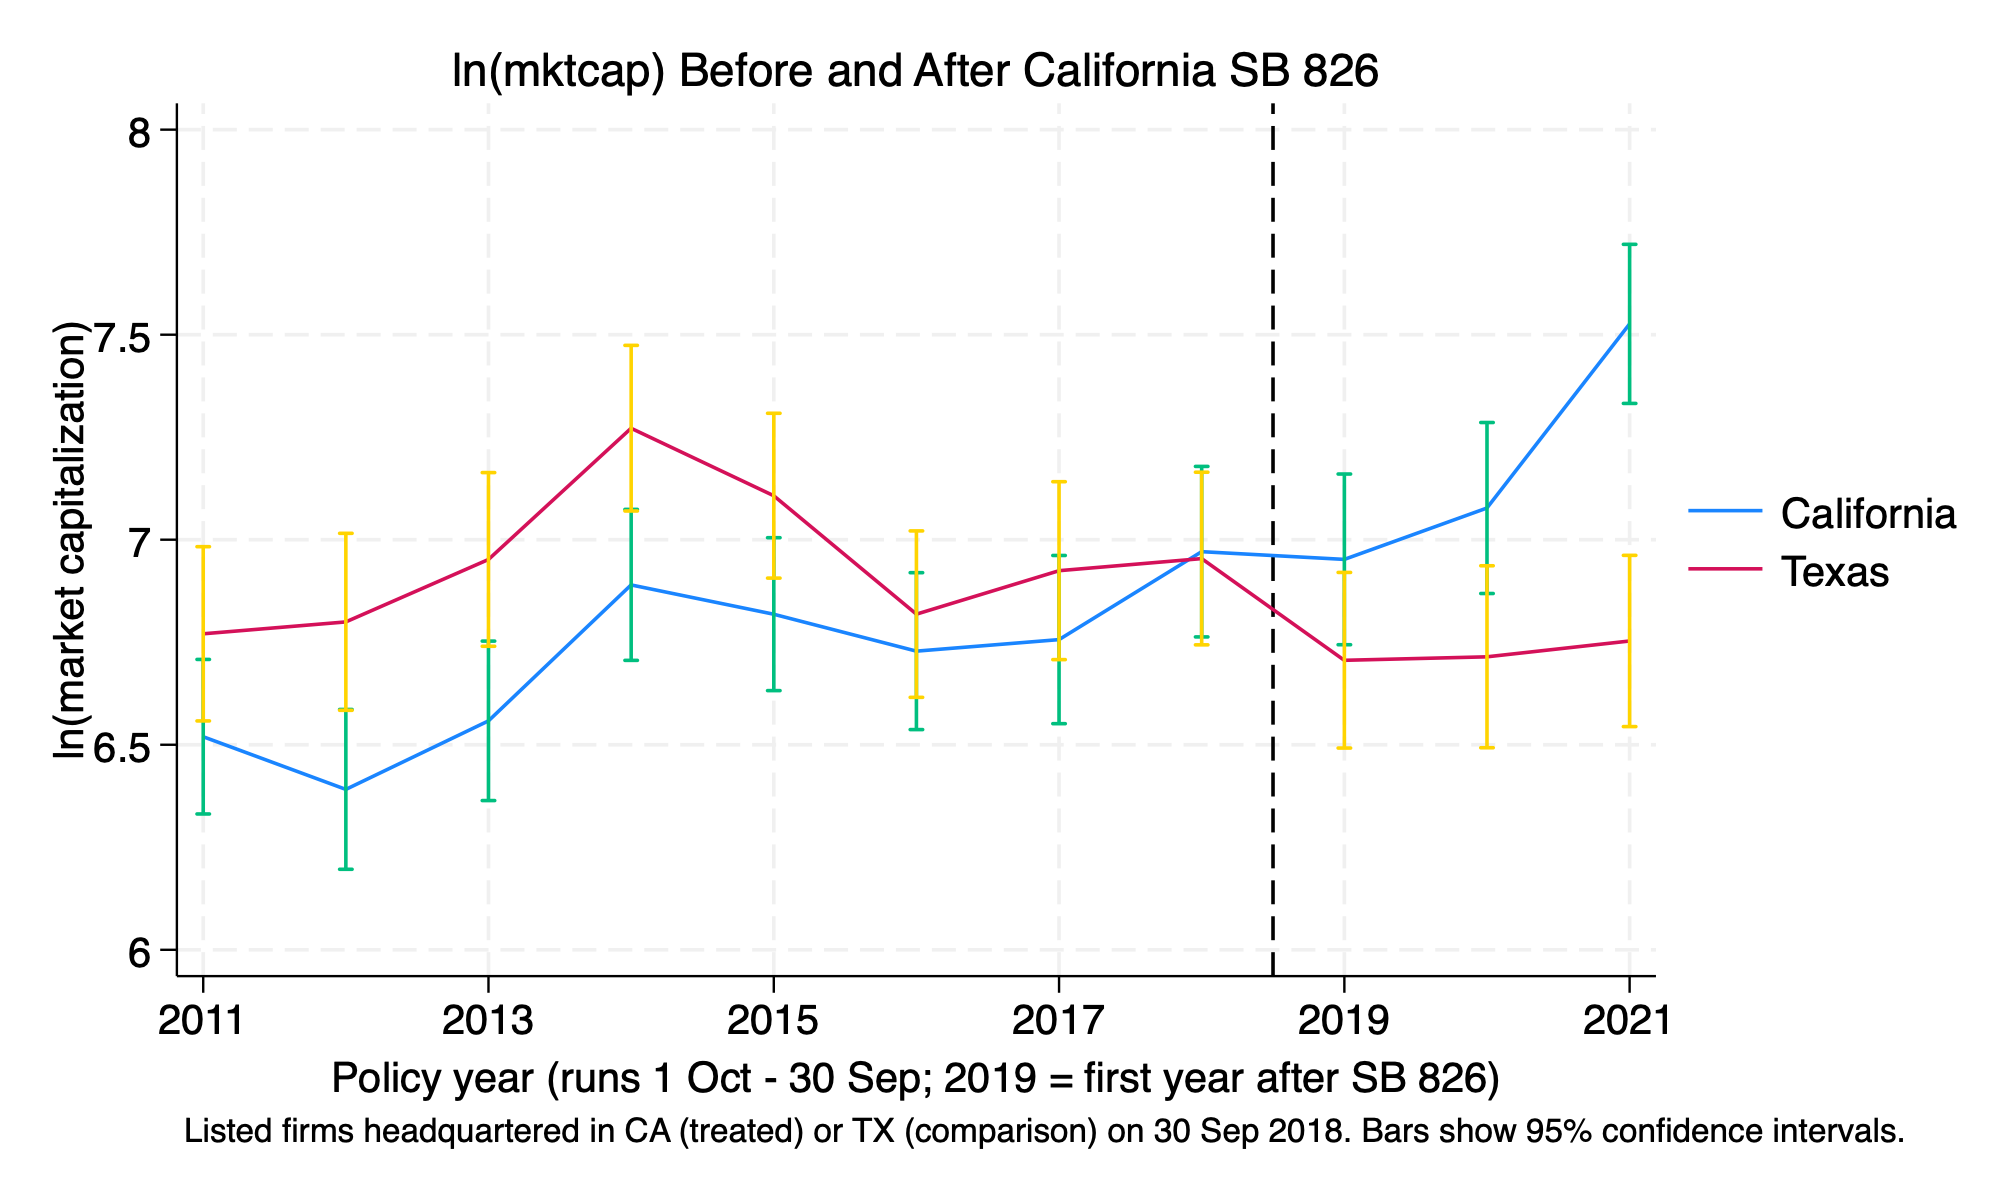 ln(mktcap) Before and After California SB 826
ln(market capitalization)
8
7.5
7
6.5
6
2011
2013
2015
2017
2019
2021
Policy year (runs 1 Oct - 30 Sep; 2019 = first year after SB 826)
Listed firms headquartered in CA (treated) or TX (comparison) on 30 Sep 2018. Bars show 95% confidence intervals.
California
Texas